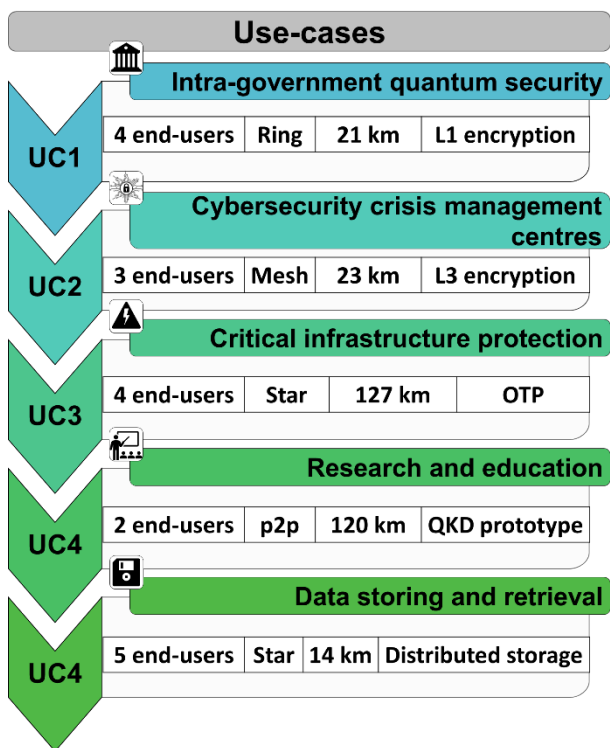 Use-cases
Intra-government quantum security
UC1
4 end-users Ring 21 km L1 encryption
Cybersecurity crisis management
centres
UC2
3 end-users Mesh 23 km L3 encryption
Critical infrastructure protection
UC3
4 end-users Star 127 km OTP
Research and education
UC4
2 end-users p2p 120 km QKD prototype
Data storing and retrieval
UC4
5 end-users Star 14 km Distributed storage